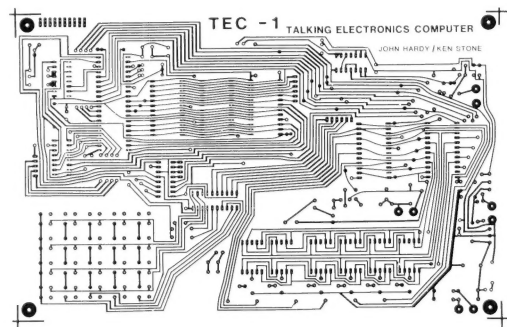 TEC -1
TALKING ELECTRONICS COMPUTER
JOHN HARDY / KEN STONE